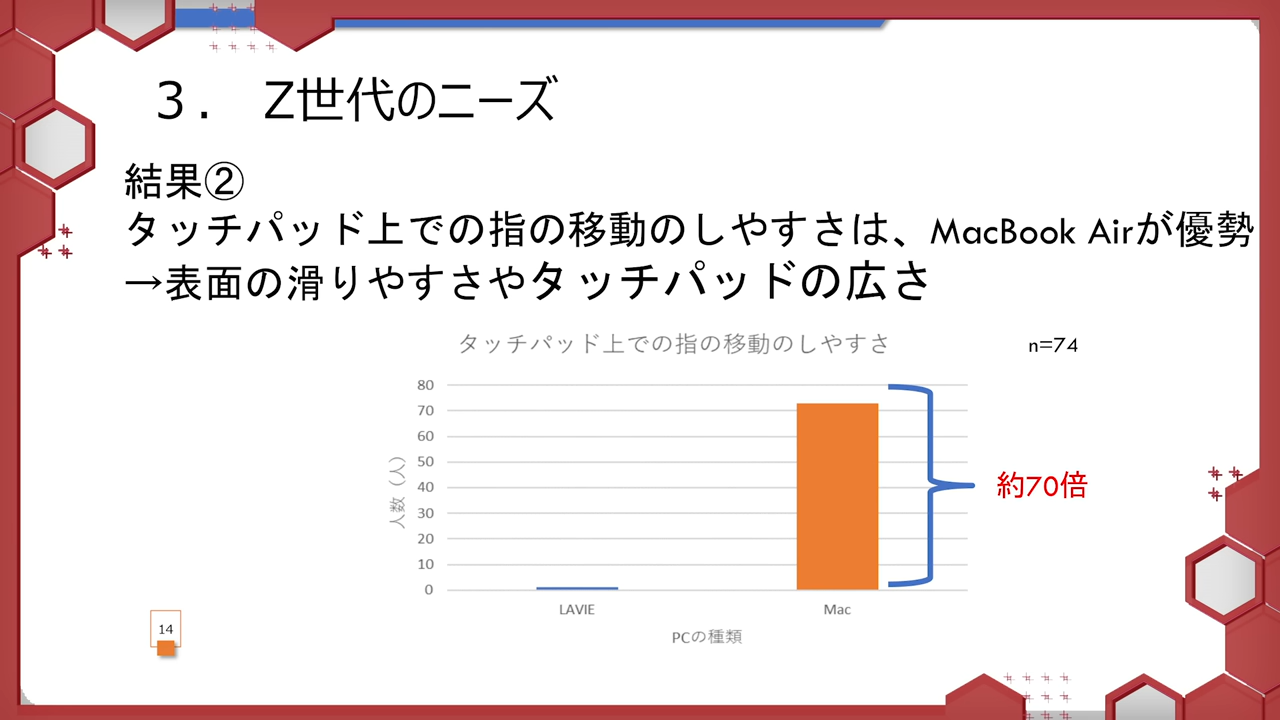 ３．　Z世代のニーズ
結果②
タッチパッド上での指の移動のしやすさは、MacBook Airが優勢
→表面の滑りやすさやタッチパッドの広さ
タッチパッド上での指の移動のしやすさ
n=74
80
70
60
50
40
30
20
10
0
人数（人）
約70倍
LAVIE
Mac
PCの種類
14